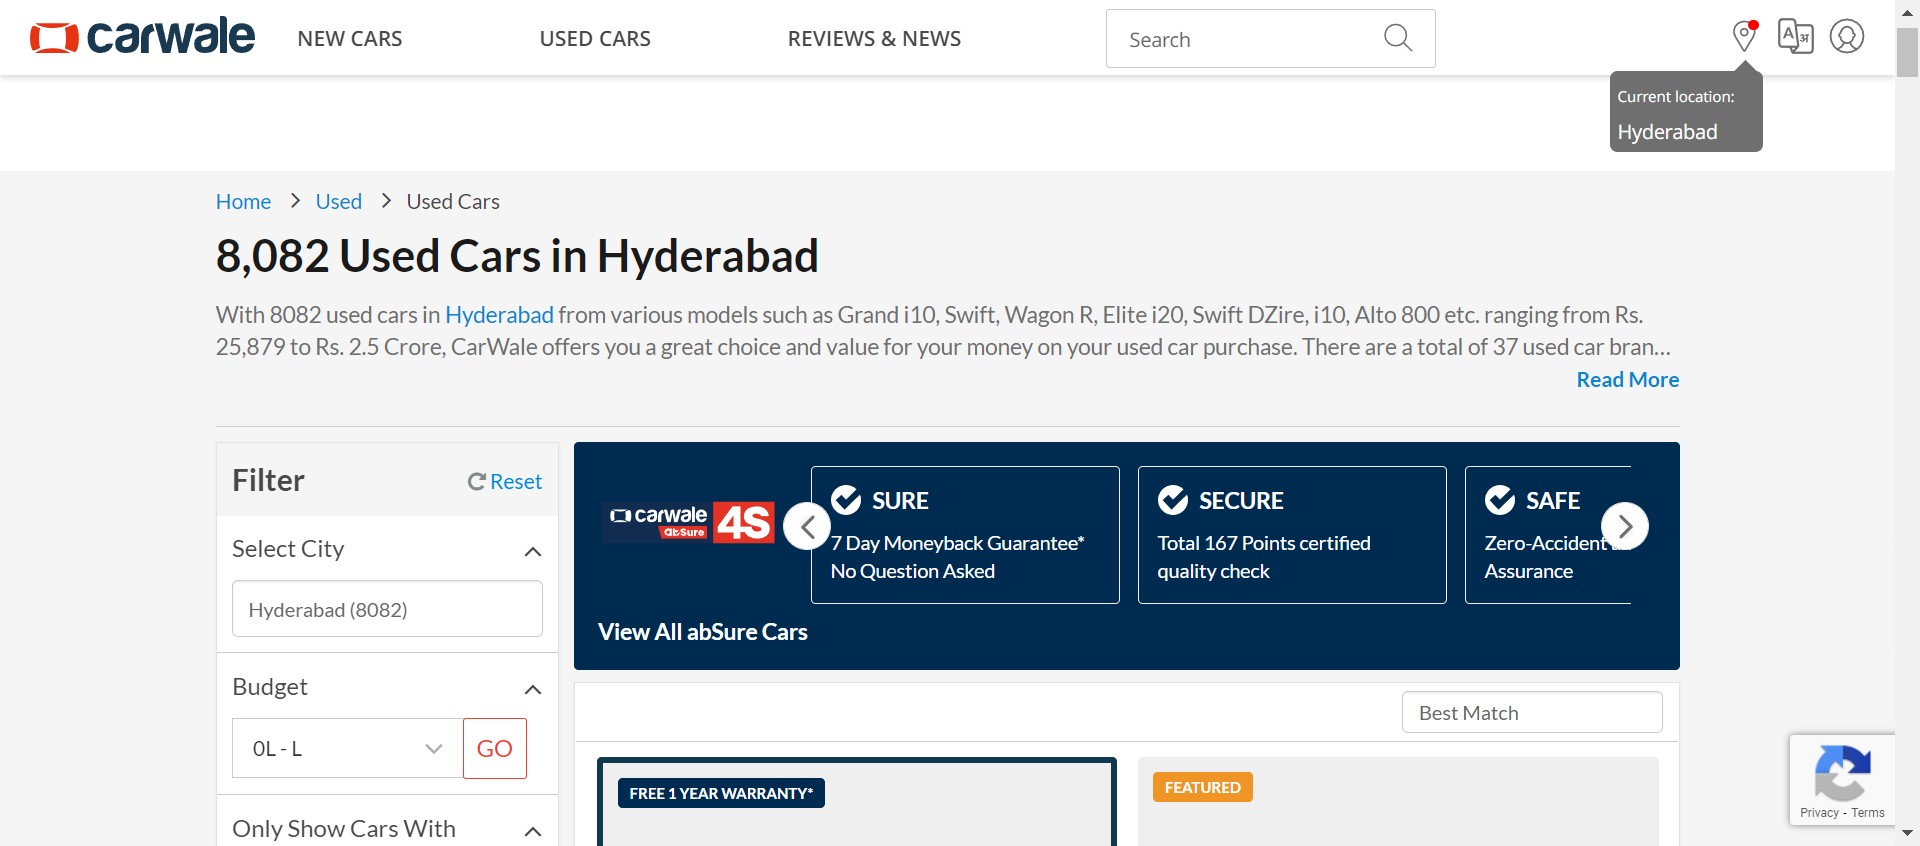 carwale
NEW CARS
USED CARS
REVIEWS & NEWS
Search
A अ
Current location:
Hyderabad
Home > Used > Used Cars
8,082 Used Cars in Hyderabad
With 8082 used cars in Hyderabad from various models such as Grand i10, Swift, Wagon R, Elite i20, Swift DZire, i10, Alto 800 etc. ranging from Rs.
25,879 to Rs. 2.5 Crore, CarWale offers you a great choice and value for your money on your used car purchase. There are a total of 37 used car bran...
Read More
Filter
Reset
Select City
Hyderabad (8082)
Budget
0L - L
GO
Only Show Cars With
carwale
abSure
4S
SURE
7 Day Moneyback Guarantee*
No Question Asked
SECURE
Total 167 Points certified
quality check
SAFE
Zero-Accident
Assurance
View All abSure Cars
Best Match
FREE 1 YEAR WARRANTY*
FEATURED
Privacy - Terms